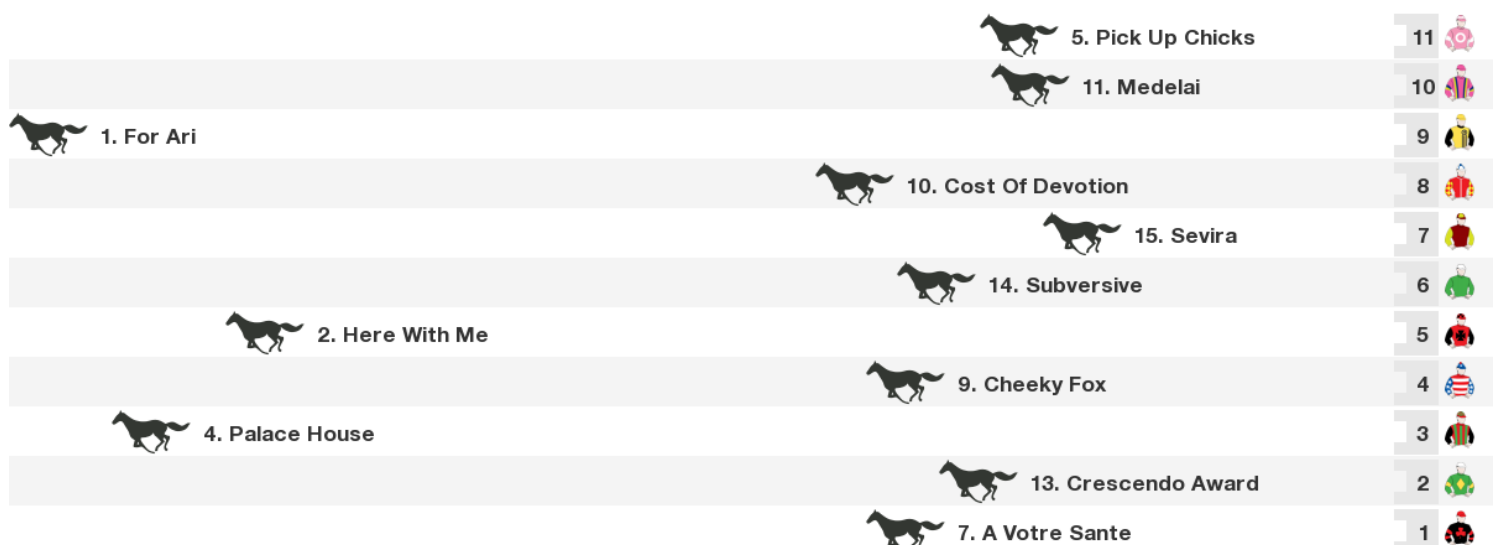 5. Pick Up Chicks 11
11. Medelai 10
1. For Ari 9
10. Cost Of Devotion 8
15. Sevira 7
14. Subversive 6
2. Here With Me 5
9. Cheeky Fox 4
4. Palace House 3
13. Crescendo Award 2
7. A Votre Sante 1